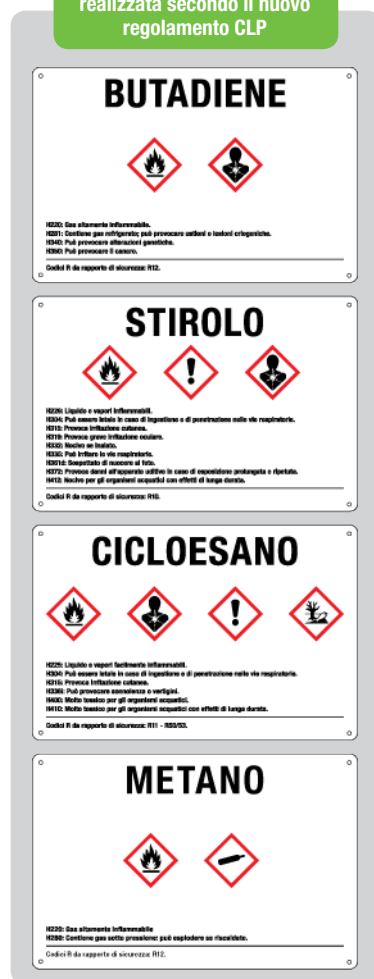 realizzata secondo il nuovo
regolamento CLP
BUTADIENE
H220: Gas altamente infiammabile.
H281: Contiene gas refrigerato; può provocare ustioni o lesioni criogeniche.
H340: Può provocare alterazioni genetiche.
H350: Può provocare il cancro.
Codici R da rapporto di sicurezza: R12.
STIROLO
H226: Liquido e vapori infiammabili.
H304: Può essere letale in caso di ingestione e di penetrazione nelle vie respiratorie.
H315: Provoca irritazione cutanea.
H319: Provoca grave irritazione oculare.
H332: Nocivo se inalato.
H335: Può irritare le vie respiratorie.
H361d: Sospettato di nuocere al feto.
H372: Provoca danni all'apparato uditivo in caso di esposizione prolungata e ripetuta.
H412: Nocivo per gli organismi acquatici con effetti di lunga durata.
Codici R da rapporto di sicurezza: R10.
CICLOESANO
H225: Liquido e vapori facilmente infiammabili.
H304: Può essere letale in caso di ingestione e di penetrazione nelle vie respiratorie.
H315: Provoca irritazione cutanea.
H336: Può provocare sonnolenza o vertigini.
H400: Molto tossico per gli organismi acquatici.
H410: Molto tossico per gli organismi acquatici con effetti di lunga durata.
Codici R da rapporto di sicurezza: R11 - R50/53.
METANO
H220: Gas altamente infiammabile
H280: Contiene gas sotto pressione: può esplodere se riscaldato.
Codici R da rapporto di sicurezza: R12.